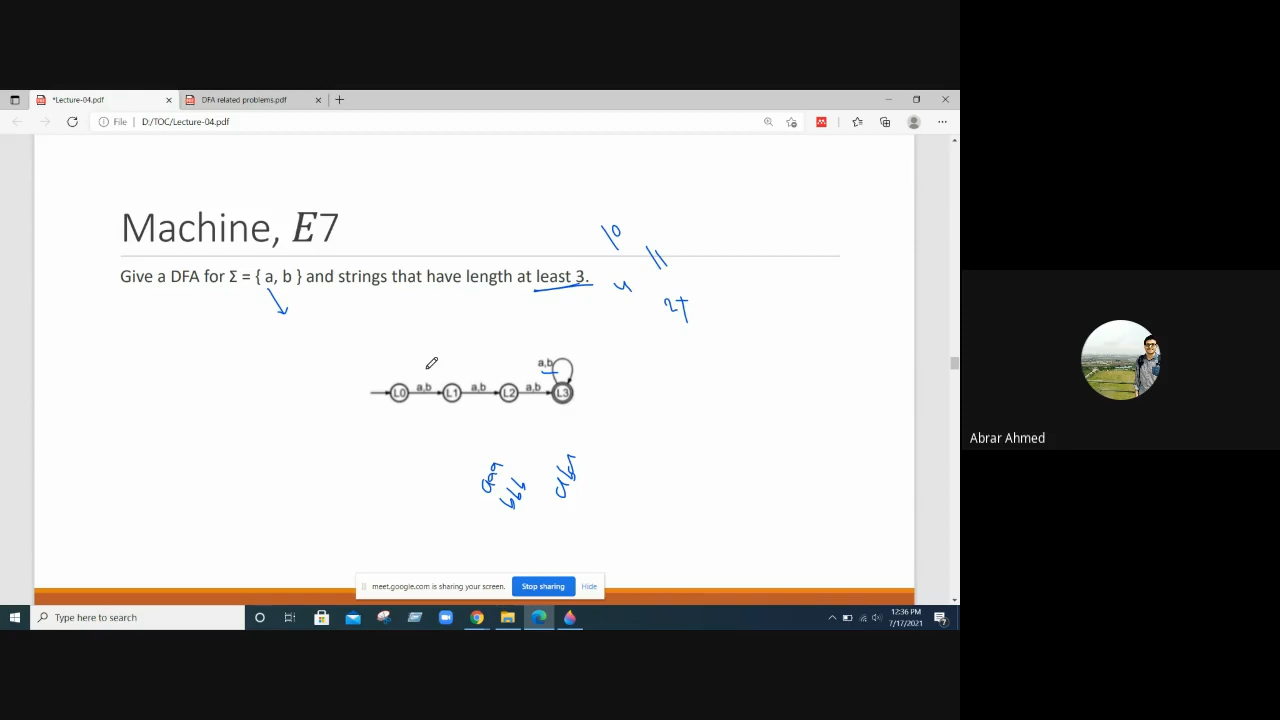 *Lecture-04.pdf
DFA related problems.pdf
File
D:/TOC/Lecture-04.pdf
Machine, E7
Give a DFA for Σ = { a, b } and strings that have length at least 3.
10
11
4
a,b
L0 a,b L1 a,b L2 a,b L3
aaa
bbb
meet.google.com is sharing your screen. Stop sharing Hide
Type here to search
12:36 PM
7/17/2021
Abrar Ahmed